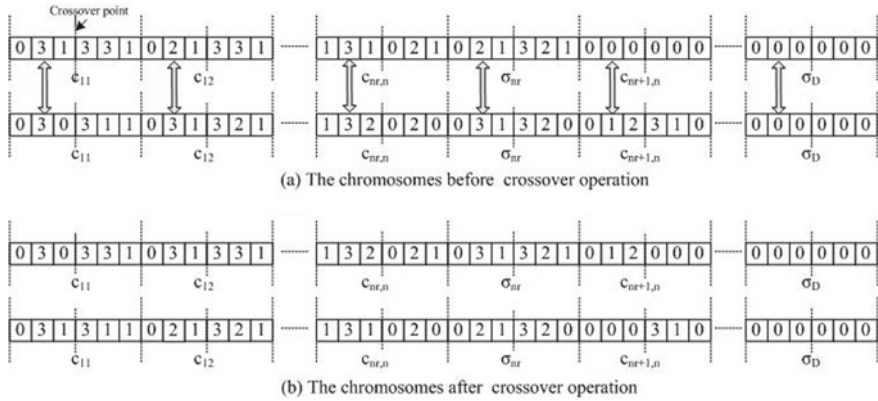 Crossover point
0 3 1 3 3 1 0 2 1 3 3 1 ........ 1 3 1 0 2 1 0 2 1 3 2 1 0 0 0 0 0 0 ........ 0 0 0 0 0 0
c11 c12 cnr,n σnr cnr+1,n σD
0 3 0 3 1 1 0 3 1 3 2 1 ........ 1 3 2 0 2 0 0 3 1 3 2 0 0 1 2 3 1 0 ........ 0 0 0 0 0 0
c11 c12 cnr,n σnr cnr+1,n σD
(a) The chromosomes before crossover operation
0 3 0 3 3 1 0 3 1 3 3 1 ........ 1 3 2 0 2 1 0 3 1 3 2 1 0 1 2 0 0 0 ........ 0 0 0 0 0 0
c11 c12 cnr,n σnr cnr+1,n σD
0 3 1 3 1 1 0 2 1 3 2 1 ........ 1 3 1 0 2 0 0 2 1 3 2 0 0 0 0 3 1 0 ........ 0 0 0 0 0 0
c11 c12 cnr,n σnr cnr+1,n σD
(b) The chromosomes after crossover operation